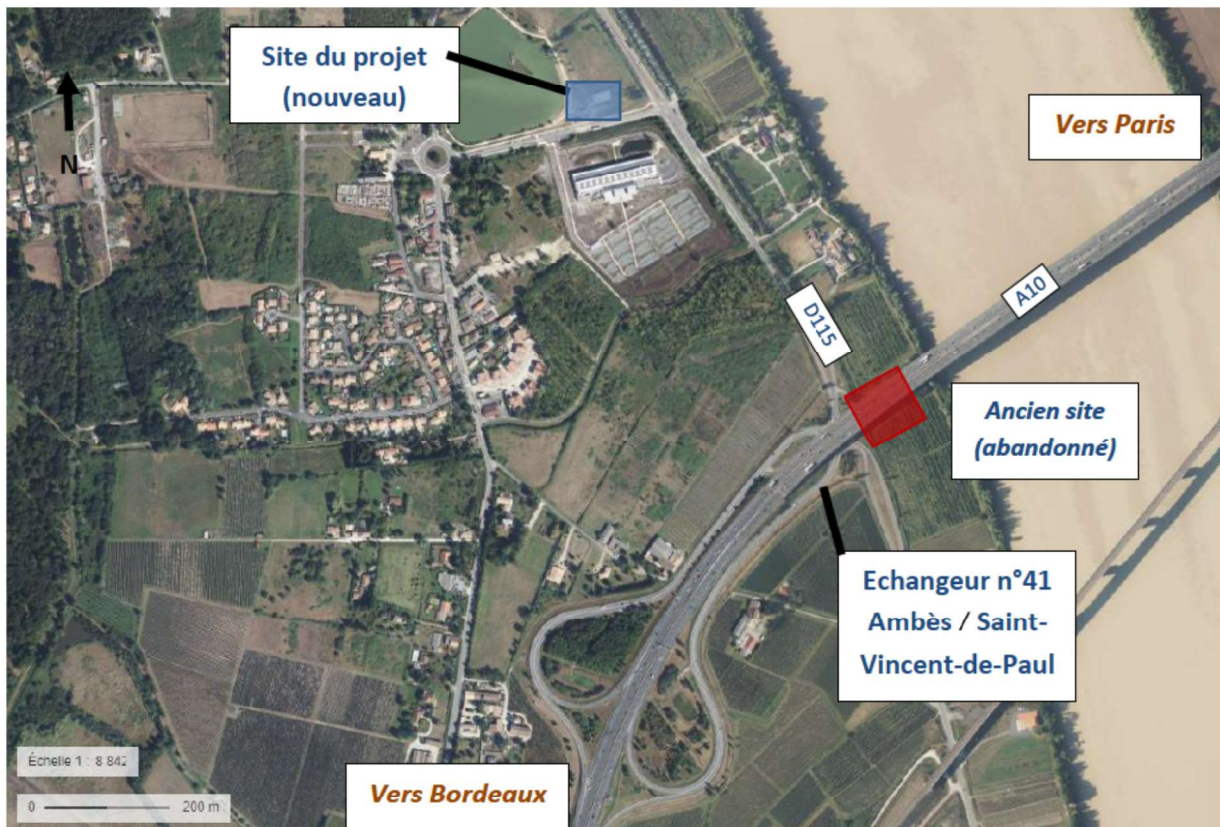 Site du projet
(nouveau)
N
Vers Paris
A10
D115
Ancien site
(abandonné)
Echangeur n°41
Ambès / Saint-
Vincent-de-Paul
Échelle 1 : 8 842
0 200 m
Vers Bordeaux